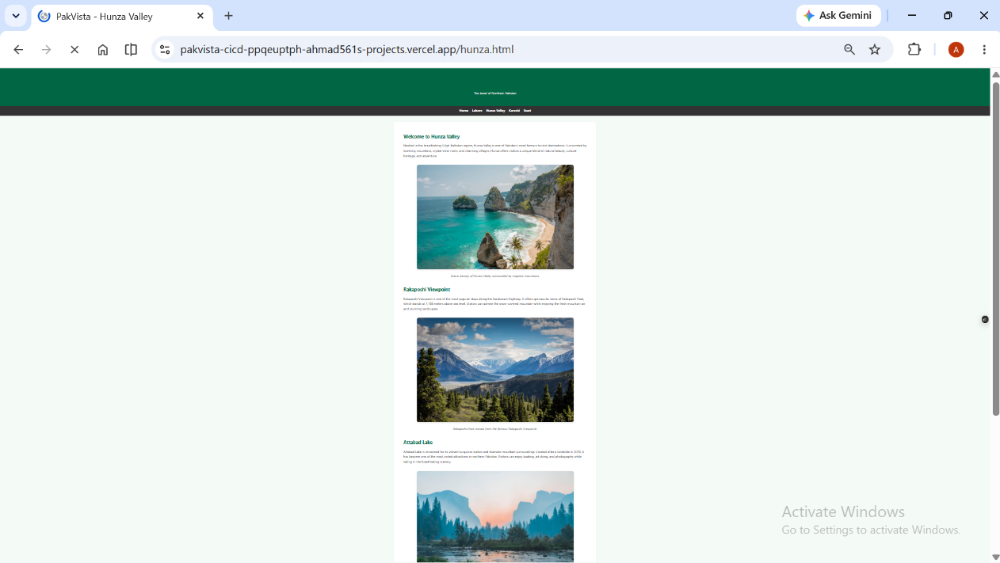 PakVista - Hunza Valley
Ask Gemini
pakvista-cicd-ppqeuptph-ahmad561s-projects.vercel.app/hunza.html
A
The Jewel of Northern Pakistan
Home Lahore Hunza Valley Karachi Swat
Welcome to Hunza Valley
Nestled in the breathtaking Gilgit-Baltistan region, Hunza Valley is one of Pakistan's most famous tourist destinations. Surrounded by
towering mountains, crystal-clear rivers, and charming villages, Hunza offers visitors a unique blend of natural beauty, cultural
heritage, and adventure.
Scenic beauty of Hunza Valley surrounded by majestic mountains.
Rakaposhi Viewpoint
Rakaposhi Viewpoint is one of the most popular stops along the Karakoram Highway. It offers spectacular views of Rakaposhi Peak,
which stands at 7,788 meters above sea level. Visitors can admire the snow-covered mountain while enjoying the fresh mountain air
and stunning landscapes.
Rakaposhi Peak viewed from the famous Rakaposhi Viewpoint.
Attabad Lake
Attabad Lake is renowned for its vibrant turquoise waters and dramatic mountain surroundings. Created after a landslide in 2010, it
has become one of the most visited attractions in northern Pakistan. Visitors can enjoy boating, jet skiing, and photography while
taking in the breathtaking scenery.
Activate Windows
Go to Settings to activate Windows.